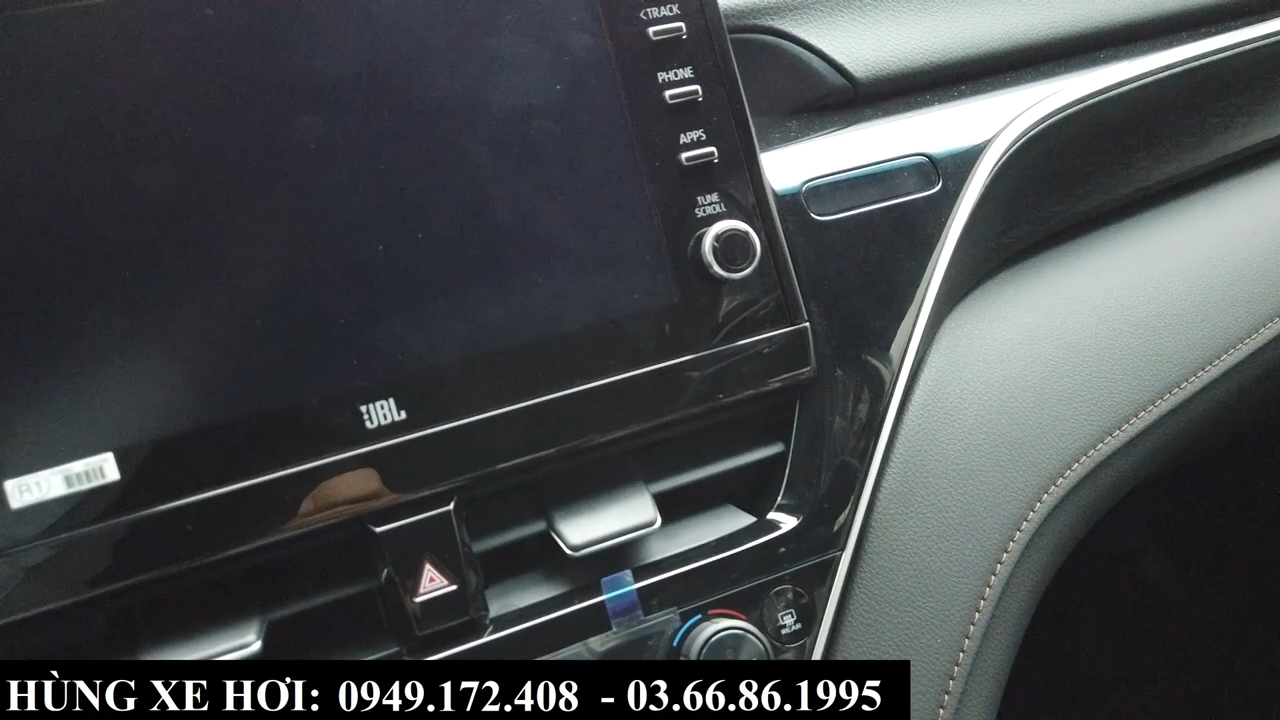 <TRACK
PHONE
APPS
TUNE
SCROLL
JBL
R1
REAR
HÙNG XE HƠI: 0949.172.408 - 03.66.86.1995